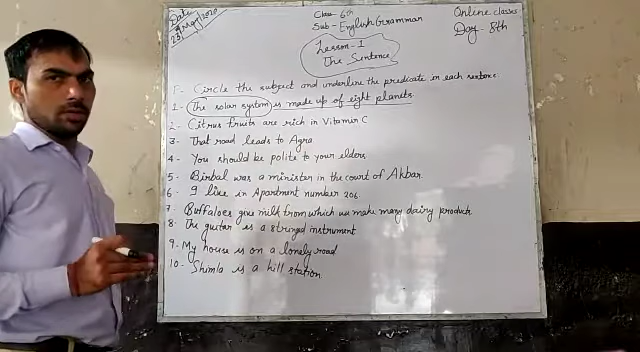 Date:
23 May 2020
Class 6th
Sub - English Grammar
Online classes
Day - 8th
Lesson - I
The Sentence
I - Circle the subject and underline the predicate in each sentence.
1 - The solar system is made up of eight planets.
2 - Citrus fruits are rich in Vitamin C
3 - That road leads to Agra
4 - You should be polite to your elders
5 - Birbal was a minister in the court of Akbar.
6 - I live in Apartment number 206.
7 - Buffaloes give milk from which we make many dairy products
8 - The guitar is a stringed instrument
9 - My house is on a lonely road
10 - Shimla is a hill station